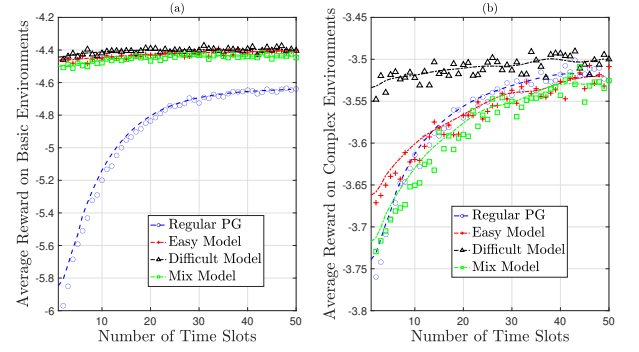 (a)
-4.2
-4.4
-4.6
-4.8
-5
-5.2
-5.4
-5.6
-5.8
-6
Average Reward on Basic Environments
10
20
30
40
50
Number of Time Slots
Regular PG
Easy Model
Difficult Model
Mix Model
(b)
-3.45
-3.5
-3.55
-3.6
-3.65
-3.7
-3.75
-3.8
Average Reward on Complex Environments
10
20
30
40
50
Number of Time Slots
Regular PG
Easy Model
Difficult Model
Mix Model